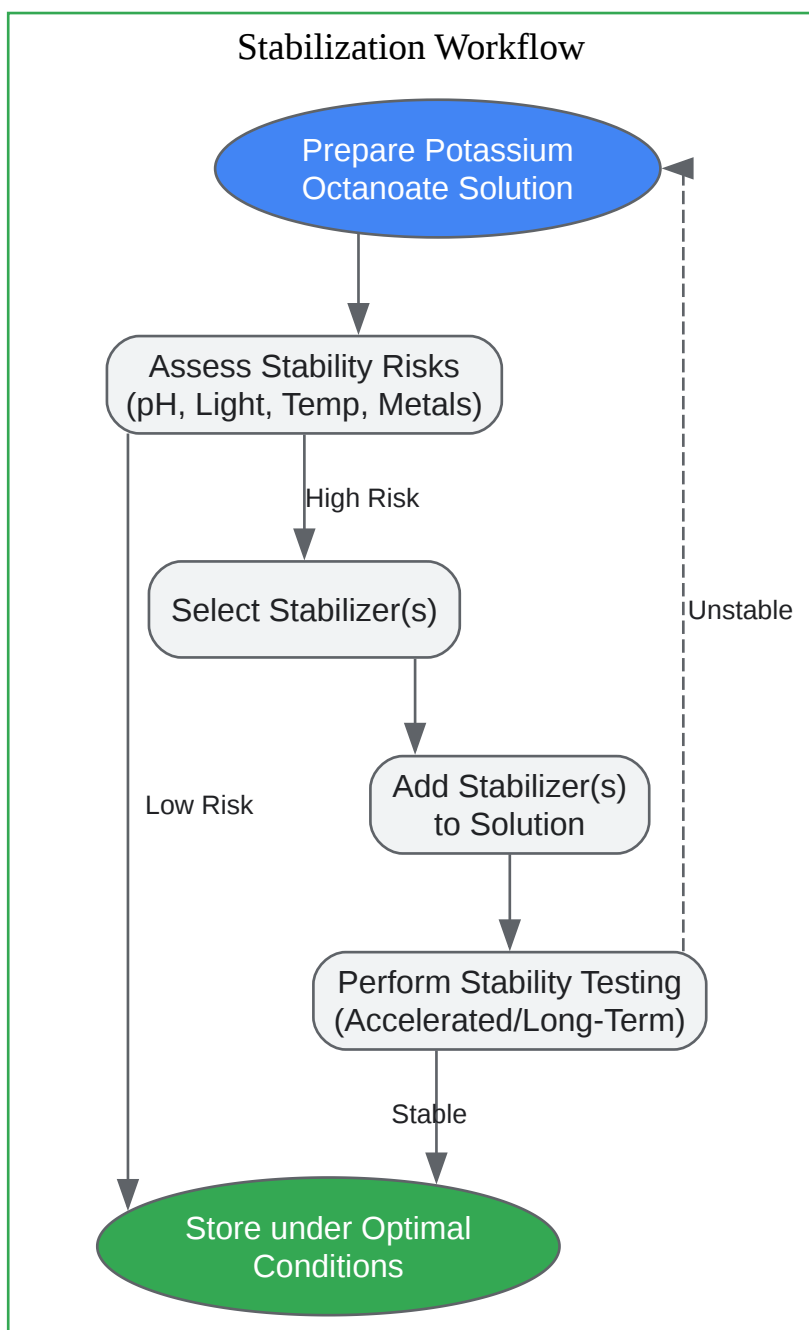 Stabilization Workflow
Prepare Potassium
Octanoate Solution
Assess Stability Risks
(pH, Light, Temp, Metals)
High Risk
Select Stabilizer(s)
Unstable
Low Risk
Add Stabilizer(s)
to Solution
Perform Stability Testing
(Accelerated/Long-Term)
Stable
Store under Optimal
Conditions